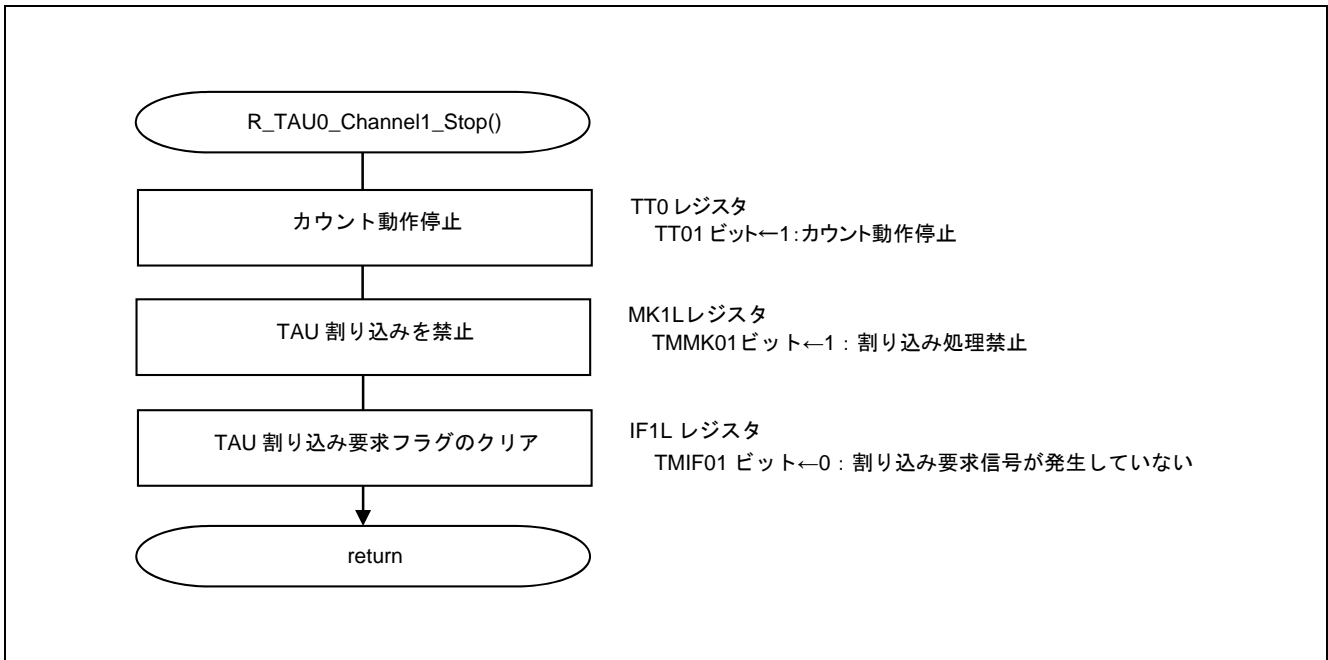 R_TAU0_Channel1_Stop()
カウント動作停止
TT0 レジスタ
TT01 ビット←1:カウント動作停止
TAU 割り込みを禁止
MK1Lレジスタ
TMMK01ビット←1 : 割り込み処理禁止
TAU 割り込み要求フラグのクリア
IF1L レジスタ
TMIF01 ビット←0 : 割り込み要求信号が発生していない
return